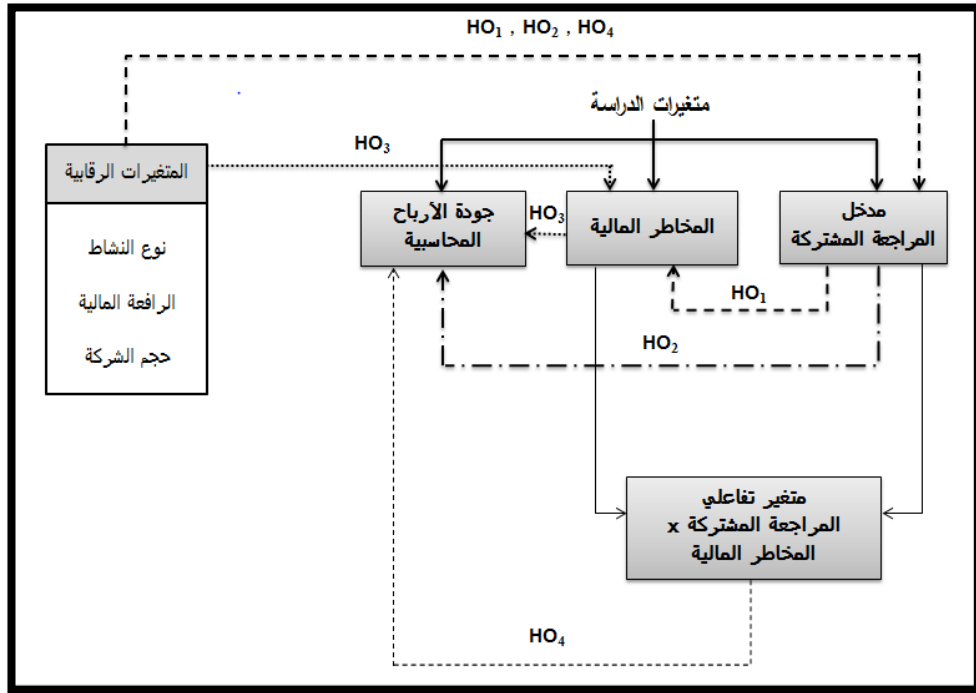 HO₁ , HO₂ , HO₄
متغيرات الدراسة
HO₃
المتغيرات الرقابية
نوع النشاط
الرافعة المالية
حجم الشركة
مدخل
المراجعة المشتركة
المخاطر المالية
HO₃
جودة الأرباح
المحاسبية
HO₁
HO₂
متغير تفاعلي
المراجعة المشتركة x
المخاطر المالية
HO₄